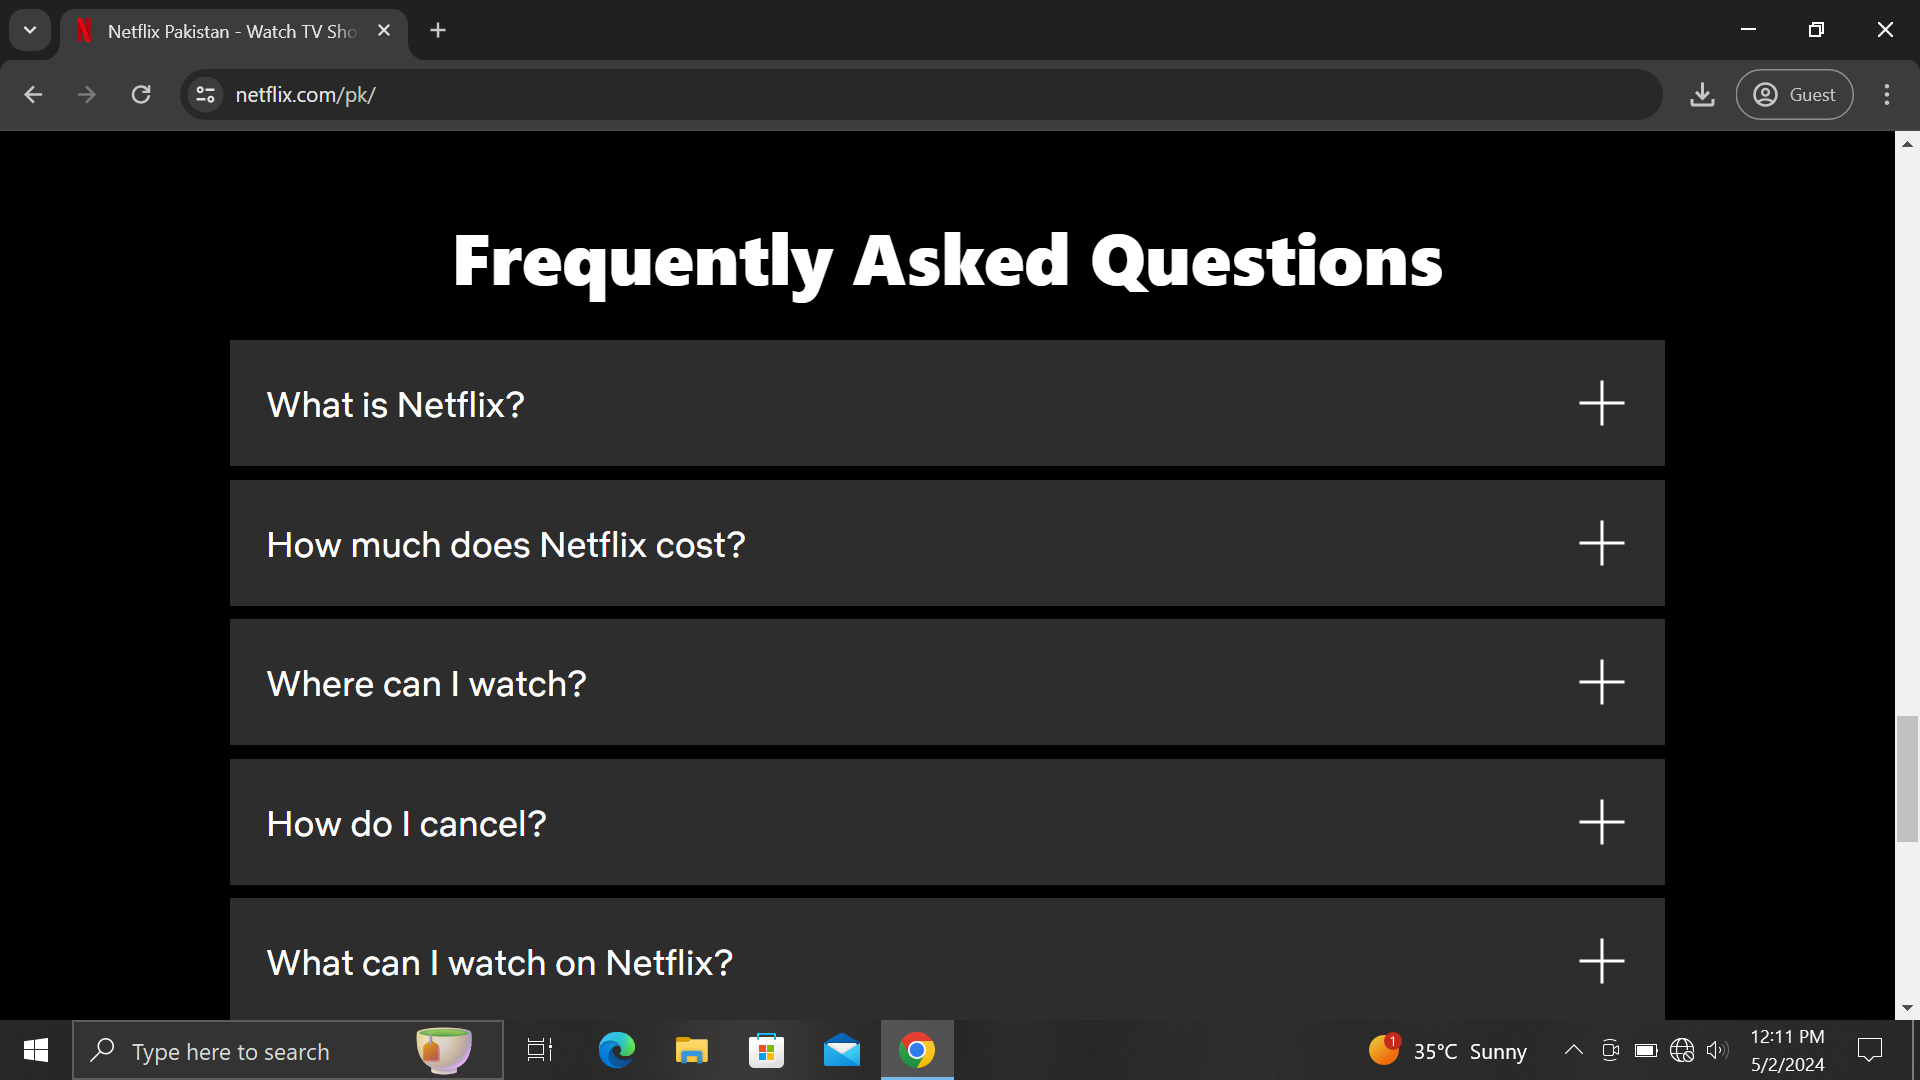 Netflix Pakistan - Watch TV Sho
netflix.com/pk/
Guest
Frequently Asked Questions
What is Netflix?
How much does Netflix cost?
Where can I watch?
How do I cancel?
What can I watch on Netflix?
Type here to search
1
35°C Sunny
12:11 PM
5/2/2024